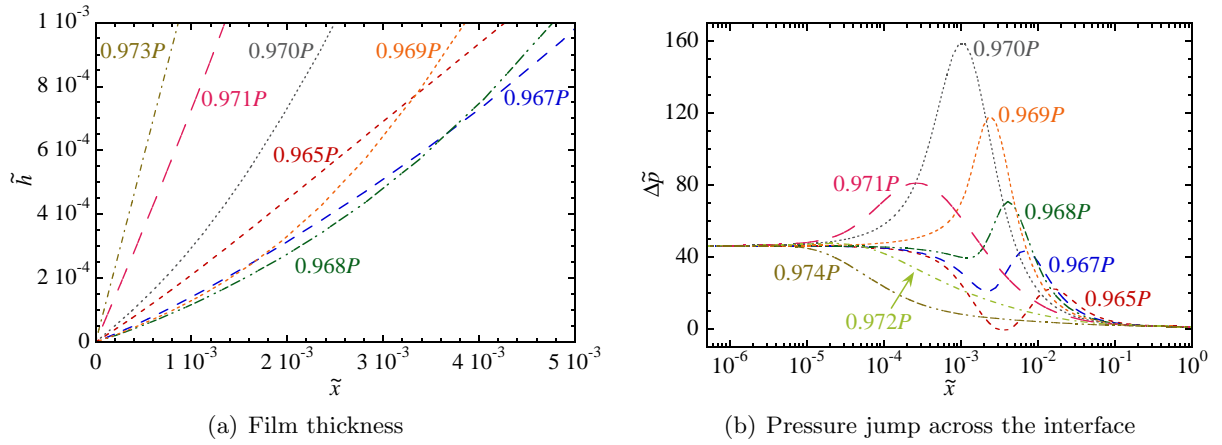 1 10⁻³
8 10⁻⁴
6 10⁻⁴
4 10⁻⁴
2 10⁻⁴
0
h̃
0.973P
0.971P
0.970P
0.969P
0.967P
0.965P
0.968P
0 1 10⁻³ 2 10⁻³ 3 10⁻³ 4 10⁻³ 5 10⁻³
x̃
(a) Film thickness
160
120
80
40
0
Δp̃
0.970P
0.969P
0.971P
0.968P
0.967P
0.974P
0.965P
0.972P
10⁻⁶ 10⁻⁵ 10⁻⁴ 10⁻³ 10⁻² 10⁻¹ 10⁰
x̃
(b) Pressure jump across the interface